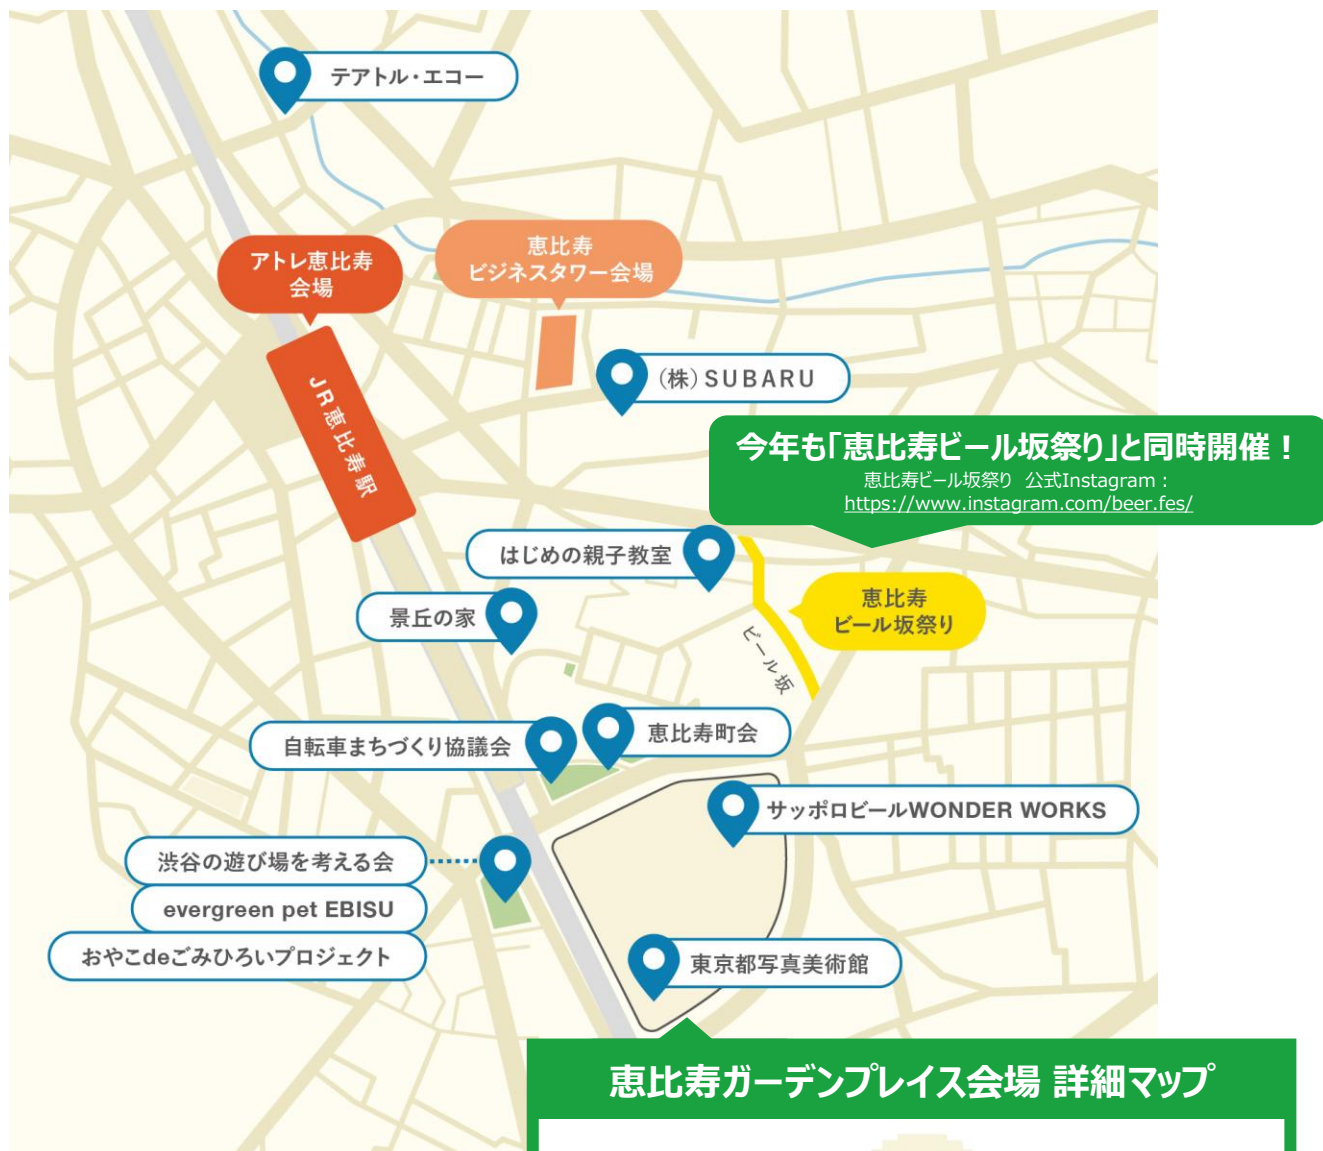 テアトル・エコー
アトレ恵比寿
会場
恵比寿
ビジネスタワー会場
JR恵比寿駅
(株)SUBARU
今年も「恵比寿ビール坂祭り」と同時開催！
恵比寿ビール坂祭り 公式Instagram：
https://www.instagram.com/beer.fes/
はじめの親子教室
恵比寿
ビール坂祭り
景丘の家
ビール坂
自転車まちづくり協議会
恵比寿町会
サッポロビールWONDER WORKS
渋谷の遊び場を考える会
evergreen pet EBISU
おやこdeごみひろいプロジェクト
東京都写真美術館
恵比寿ガーデンプレイス会場 詳細マップ